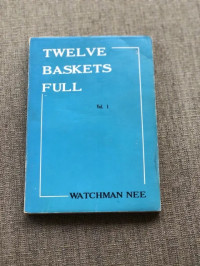 TWELVE
BASKETS
FULL
Vol. 1
WATCHMAN NEE